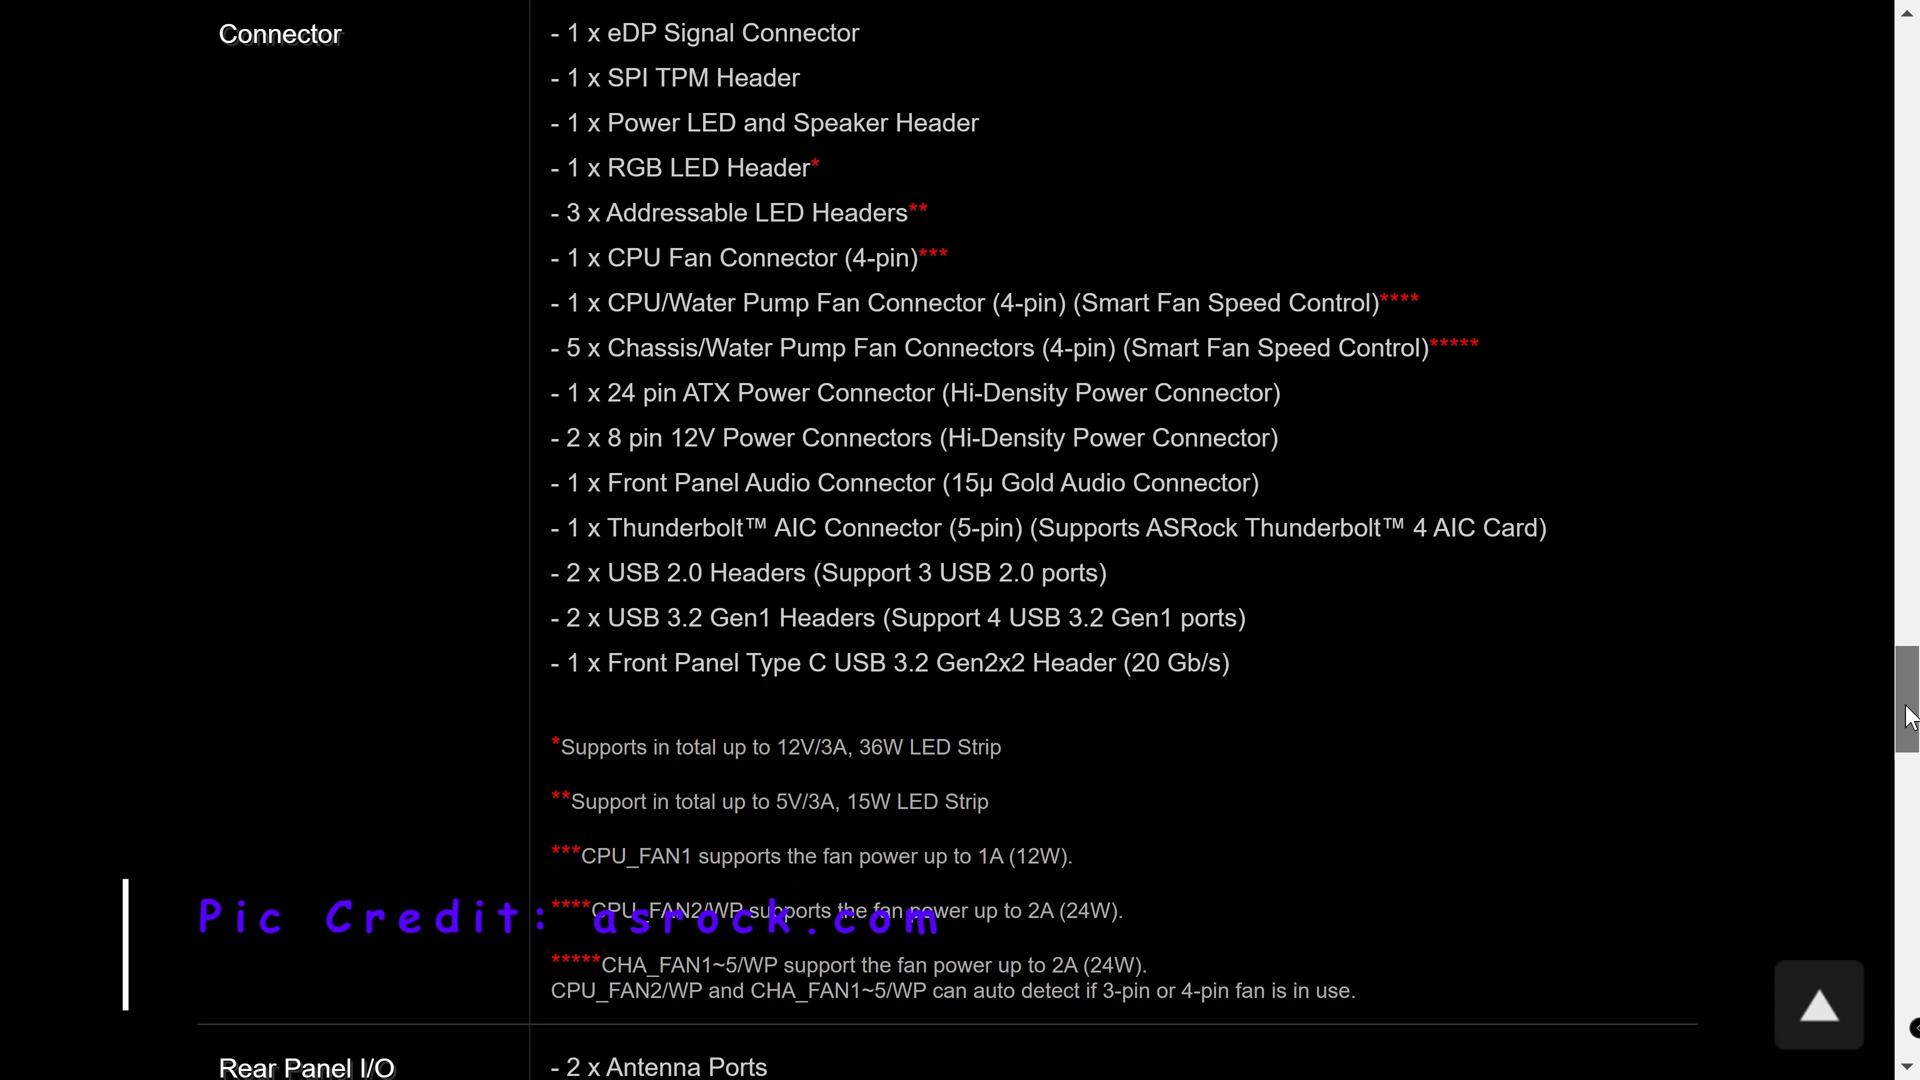 Connector
- 1 x eDP Signal Connector
- 1 x SPI TPM Header
- 1 x Power LED and Speaker Header
- 1 x RGB LED Header*
- 3 x Addressable LED Headers**
- 1 x CPU Fan Connector (4-pin)***
- 1 x CPU/Water Pump Fan Connector (4-pin) (Smart Fan Speed Control)****
- 5 x Chassis/Water Pump Fan Connectors (4-pin) (Smart Fan Speed Control)*****
- 1 x 24 pin ATX Power Connector (Hi-Density Power Connector)
- 2 x 8 pin 12V Power Connectors (Hi-Density Power Connector)
- 1 x Front Panel Audio Connector (15μ Gold Audio Connector)
- 1 x Thunderbolt™ AIC Connector (5-pin) (Supports ASRock Thunderbolt™ 4 AIC Card)
- 2 x USB 2.0 Headers (Support 3 USB 2.0 ports)
- 2 x USB 3.2 Gen1 Headers (Support 4 USB 3.2 Gen1 ports)
- 1 x Front Panel Type C USB 3.2 Gen2x2 Header (20 Gb/s)
*Supports in total up to 12V/3A, 36W LED Strip
**Support in total up to 5V/3A, 15W LED Strip
***CPU_FAN1 supports the fan power up to 1A (12W).
****CPU_FAN2/WP supports the fan power up to 2A (24W).
Pic Credit: asrock.com
*****CHA_FAN1~5/WP support the fan power up to 2A (24W).
CPU_FAN2/WP and CHA_FAN1~5/WP can auto detect if 3-pin or 4-pin fan is in use.
Rear Panel I/O
- 2 x Antenna Ports